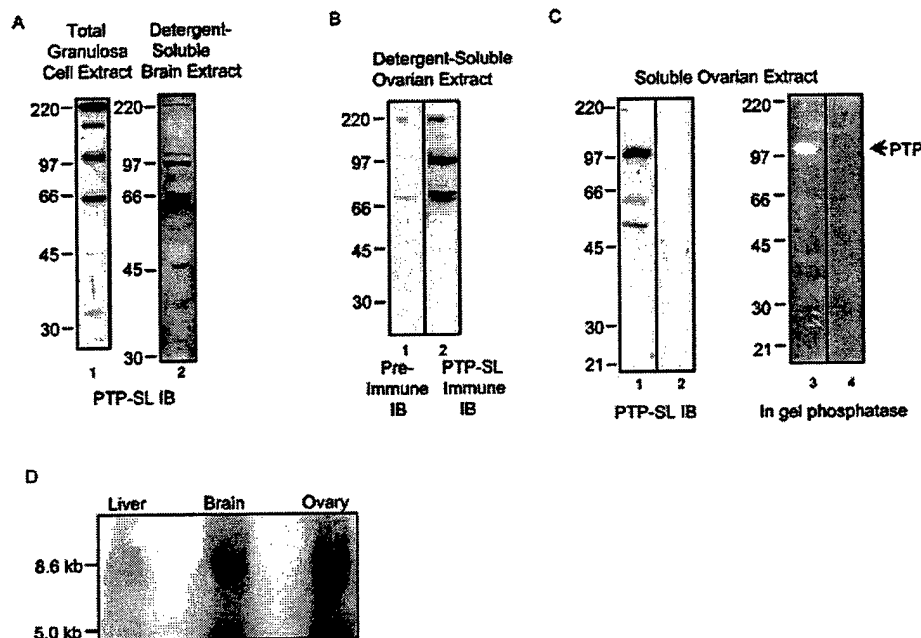 A
Total
Granulosa
Cell Extract
Detergent-
Soluble
Brain Extract
220
97
66
45
30
220
97
66
45
30
1
2
PTP-SL IB
B
Detergent-Soluble
Ovarian Extract
220
97
66
45
30
1
2
Pre-
Immune
IB
PTP-SL
Immune
IB
C
Soluble Ovarian Extract
220
97
66
45
30
21
1
2
PTP-SL IB
220
97
66
45
30
21
3
4
In gel phosphatase
PTP
D
Liver
Brain
Ovary
8.6 kb
5.0 kb